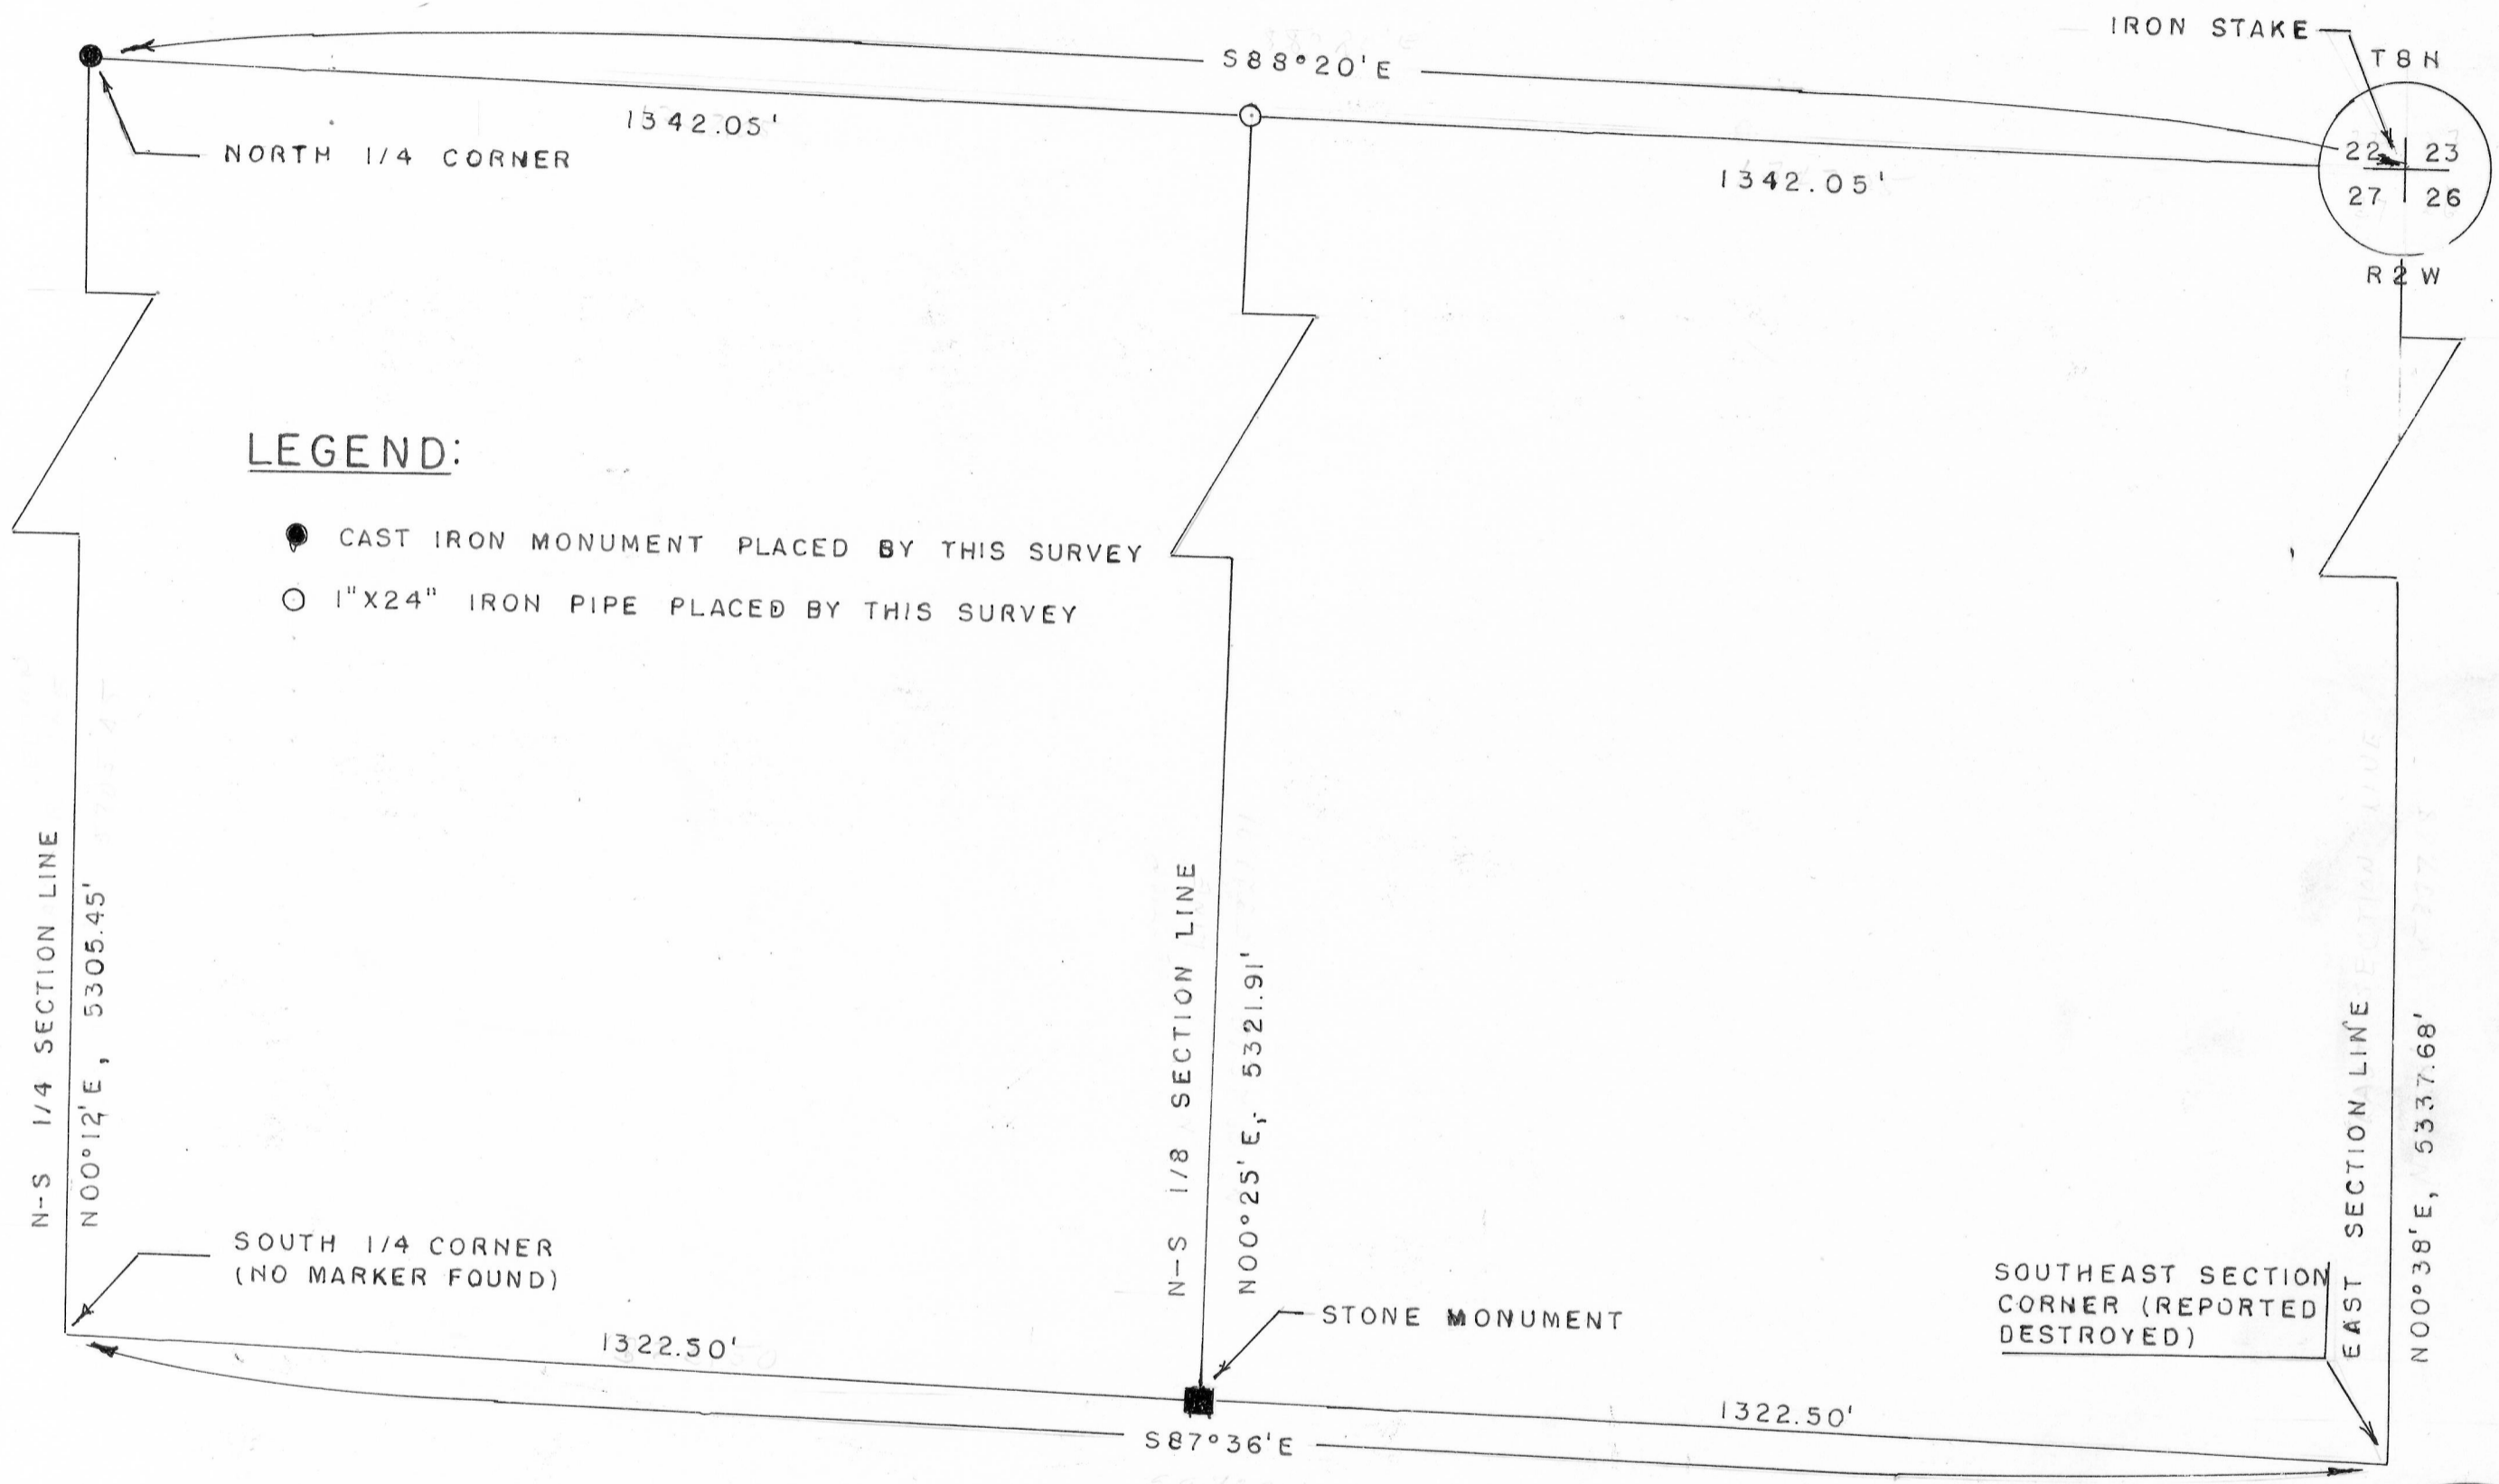 IRON STAKE
T8N
S88°20'E
1342.05'
NORTH 1/4 CORNER
1342.05'
22 23
27 26
R2W
LEGEND:
CAST IRON MONUMENT PLACED BY THIS SURVEY
1"X24" IRON PIPE PLACED BY THIS SURVEY
N-S 1/4 SECTION LINE
N00°12'E, 5305.45'
N-S 1/8 SECTION LINE
N00°25'E, 5321.91'
EAST SECTION LINE
N00°38'E, 5337.68'
SOUTH 1/4 CORNER
(NO MARKER FOUND)
STONE MONUMENT
SOUTHEAST SECTION
CORNER (REPORTED
DESTROYED)
1322.50'
1322.50'
S87°36'E